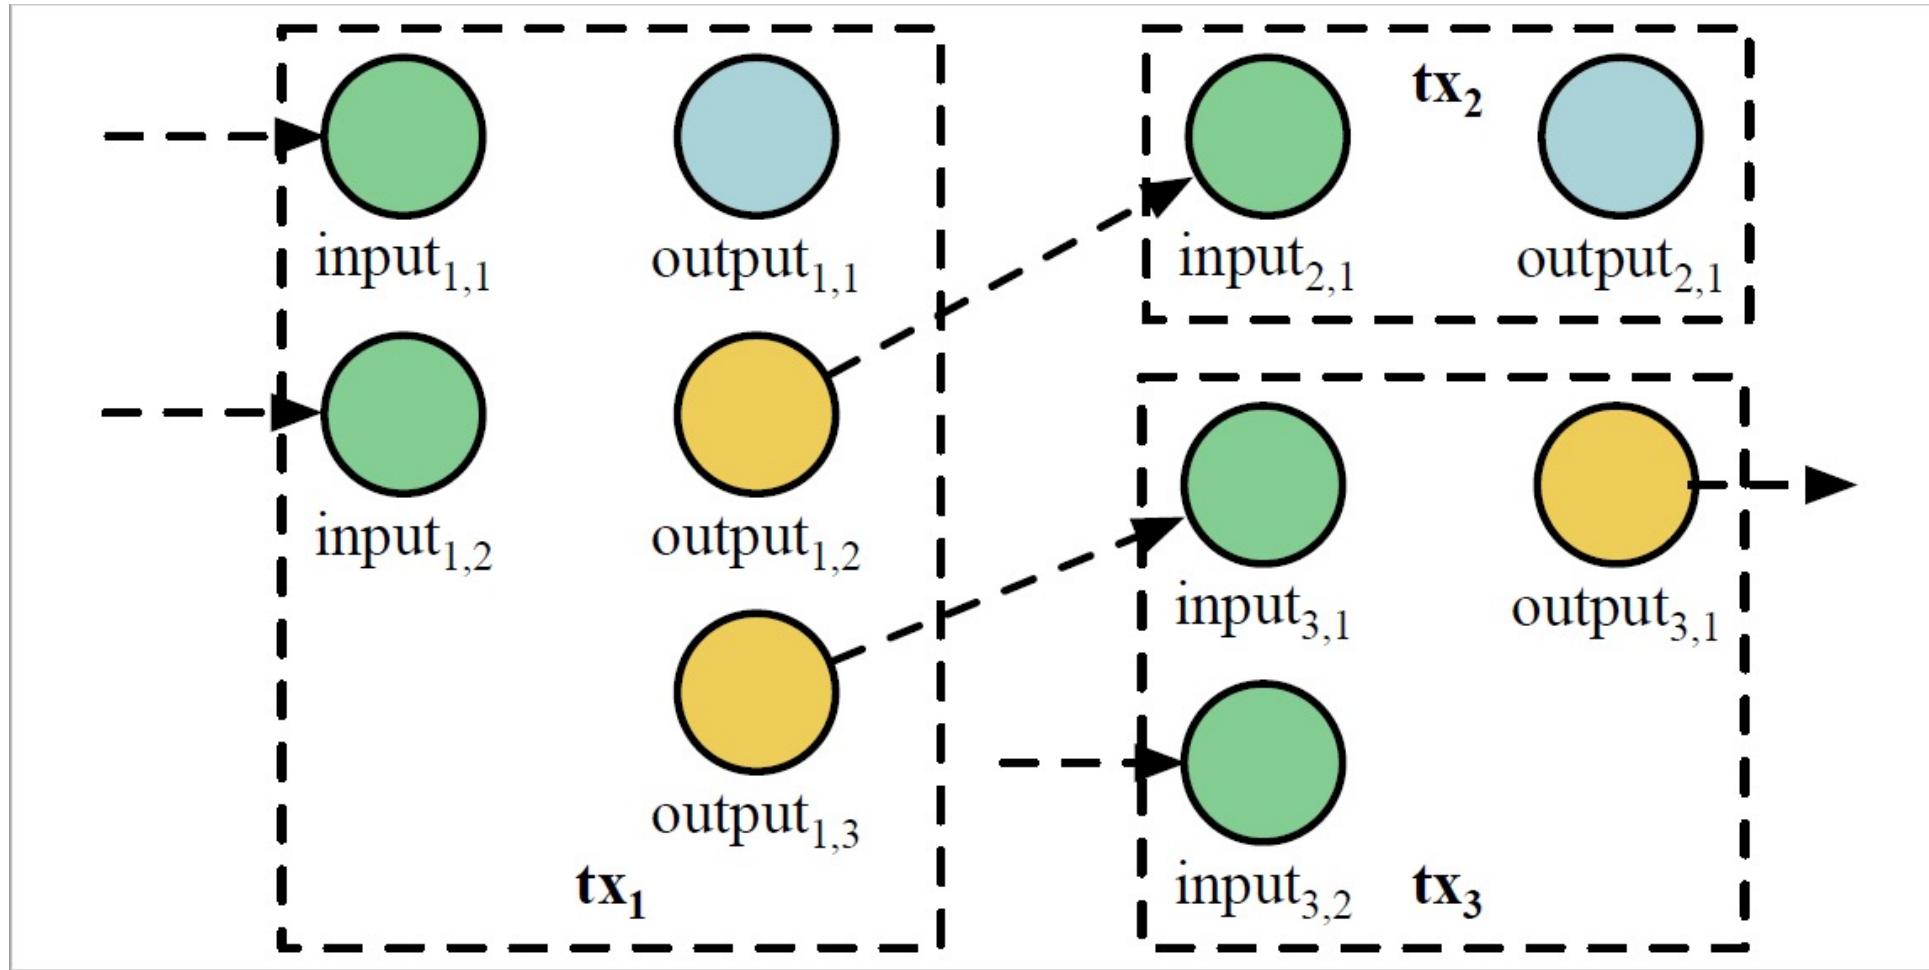 input1,1
output1,1
input1,2
output1,2
output1,3
tx1
tx2
input2,1
output2,1
input3,1
output3,1
input3,2
tx3